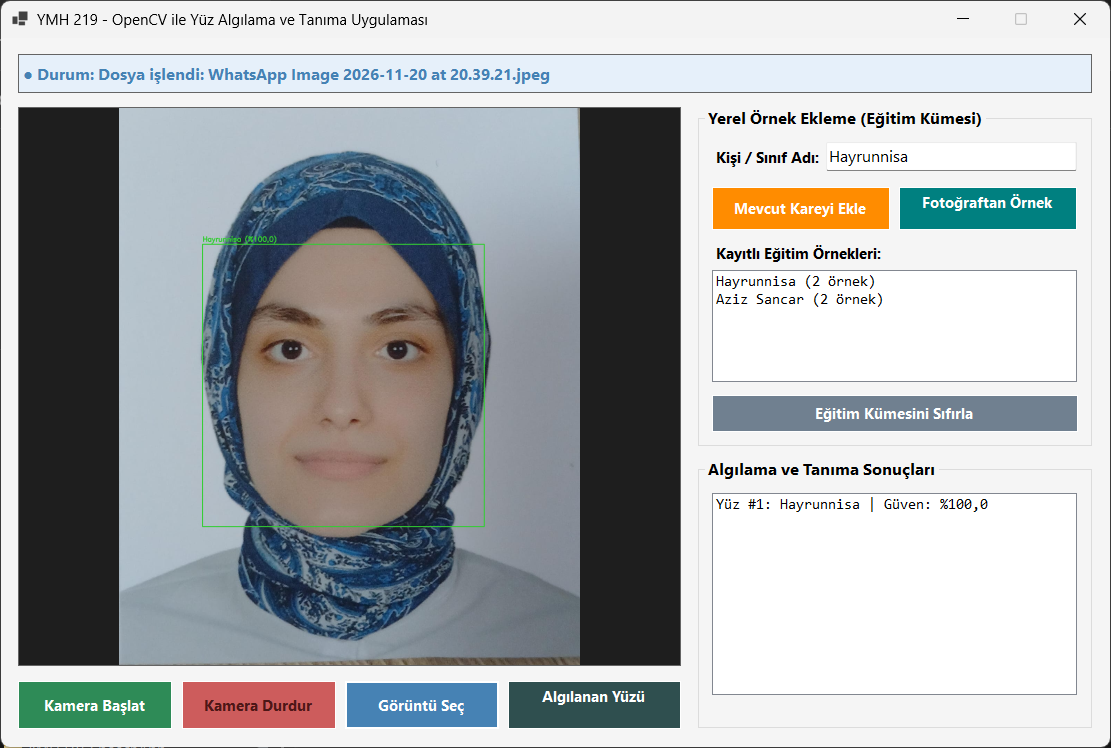 YMH 219 - OpenCV ile Yüz Algılama ve Tanıma Uygulaması
● Durum: Dosya işlendi: WhatsApp Image 2026-11-20 at 20.39.21.jpeg
Hayrunnisa (%100,0)
Yerel Örnek Ekleme (Eğitim Kümesi)
Kişi / Sınıf Adı: Hayrunnisa
Mevcut Kareyi Ekle Fotoğraftan Örnek
Kayıtlı Eğitim Örnekleri:
Hayrunnisa (2 örnek)
Aziz Sancar (2 örnek)
Eğitim Kümesini Sıfırla
Algılama ve Tanıma Sonuçları
Yüz #1: Hayrunnisa | Güven: %100,0
Kamera Başlat Kamera Durdur Görüntü Seç Algılanan Yüzü